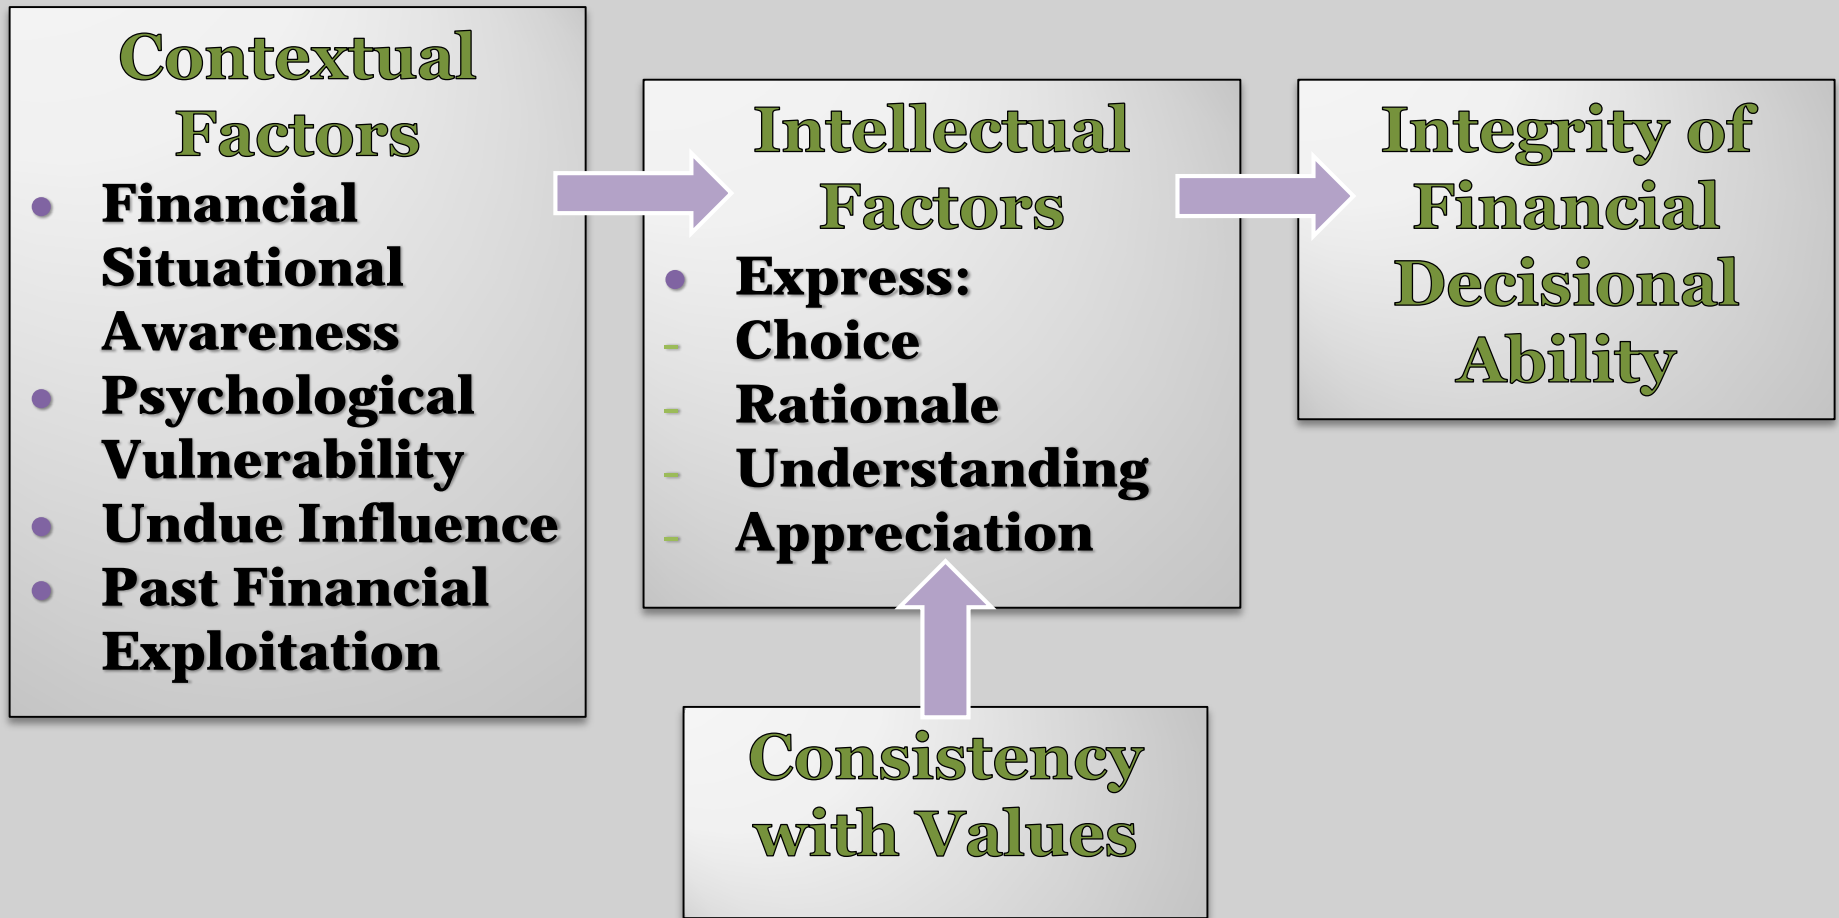 Contextual
Factors
• Financial
Situational
Awareness
• Psychological
Vulnerability
• Undue Influence
• Past Financial
Exploitation
Intellectual
Factors
• Express:
- Choice
- Rationale
- Understanding
- Appreciation
Integrity of
Financial
Decisional
Ability
Consistency
with Values